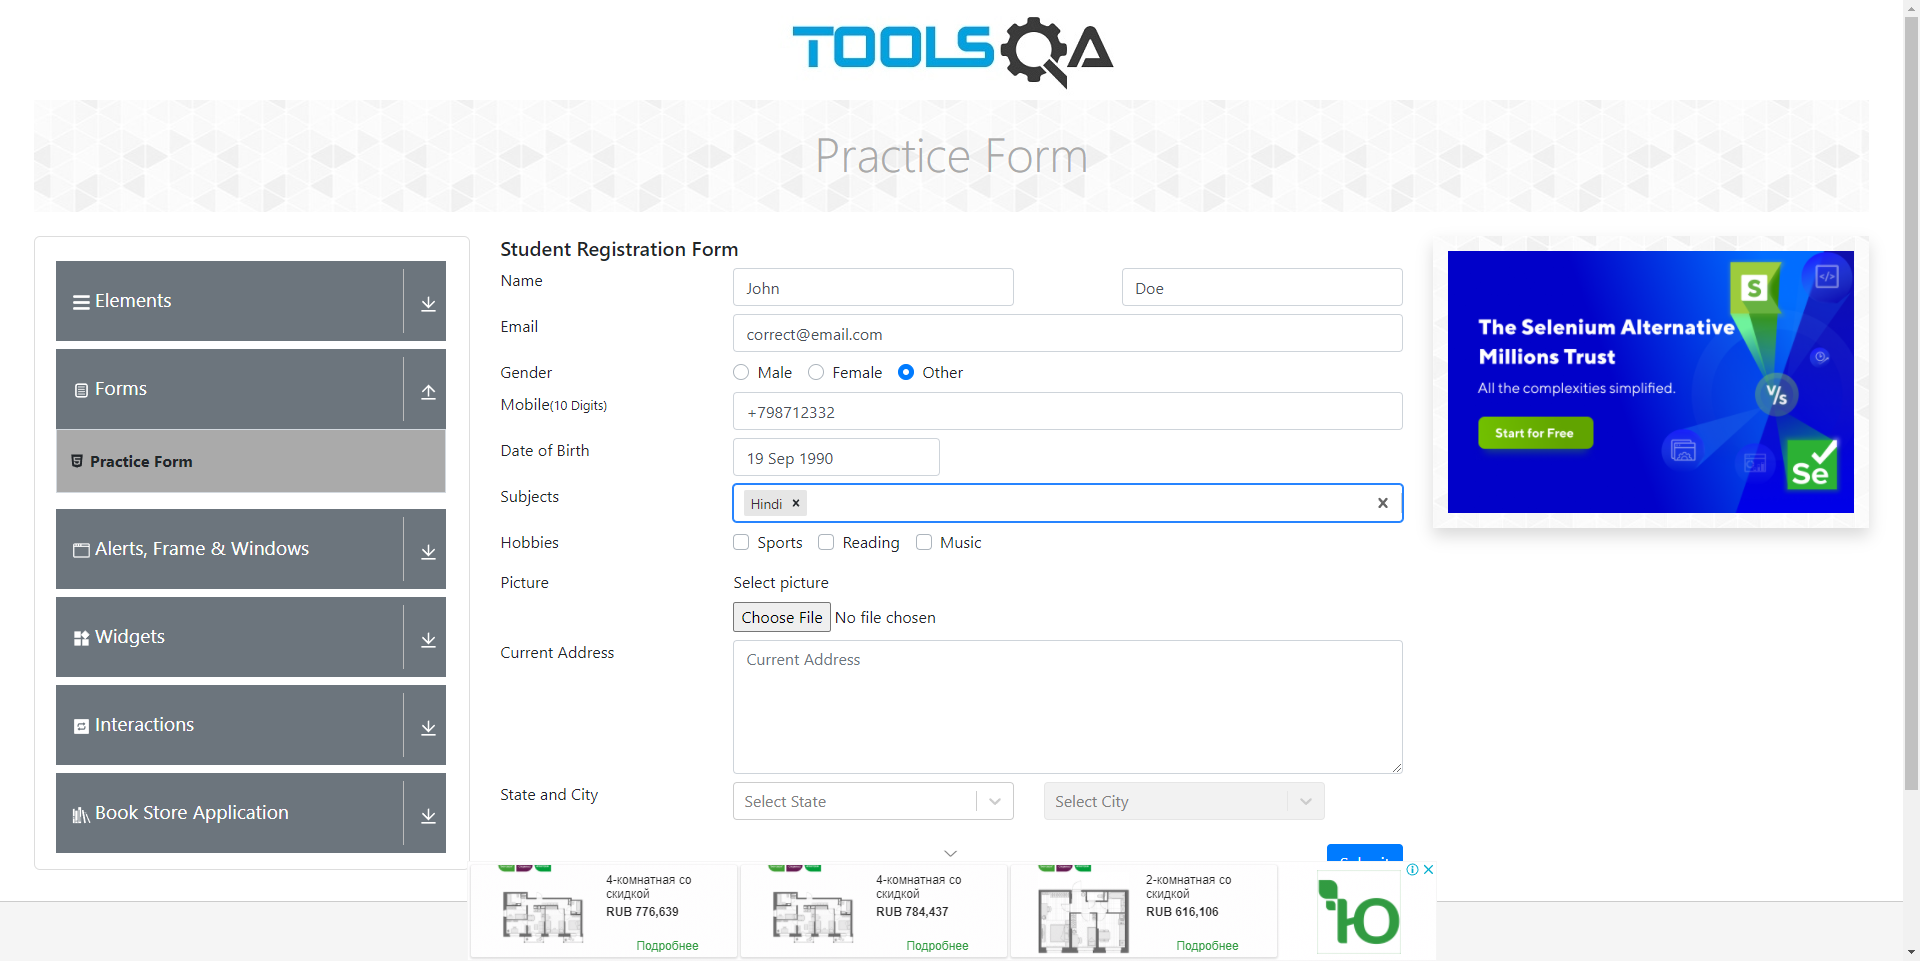 TOOLSQA
Practice Form
Elements
Forms
Practice Form
Alerts, Frame & Windows
Widgets
Interactions
Book Store Application
Student Registration Form
Name
John
Doe
Email
correct@email.com
Gender
Male Female Other
Mobile(10 Digits)
+798712332
Date of Birth
19 Sep 1990
Subjects
Hindi
Hobbies
Sports Reading Music
Picture
Select picture
Choose File No file chosen
Current Address
Current Address
State and City
Select State
Select City
The Selenium Alternative
Millions Trust
All the complexities simplified.
Start for Free
S
V/s
Se
4-комнатная со
скидкой
RUB 776,639
Подробнее
4-комнатная со
скидкой
RUB 784,437
Подробнее
2-комнатная со
скидкой
RUB 616,106
Подробнее
Ю